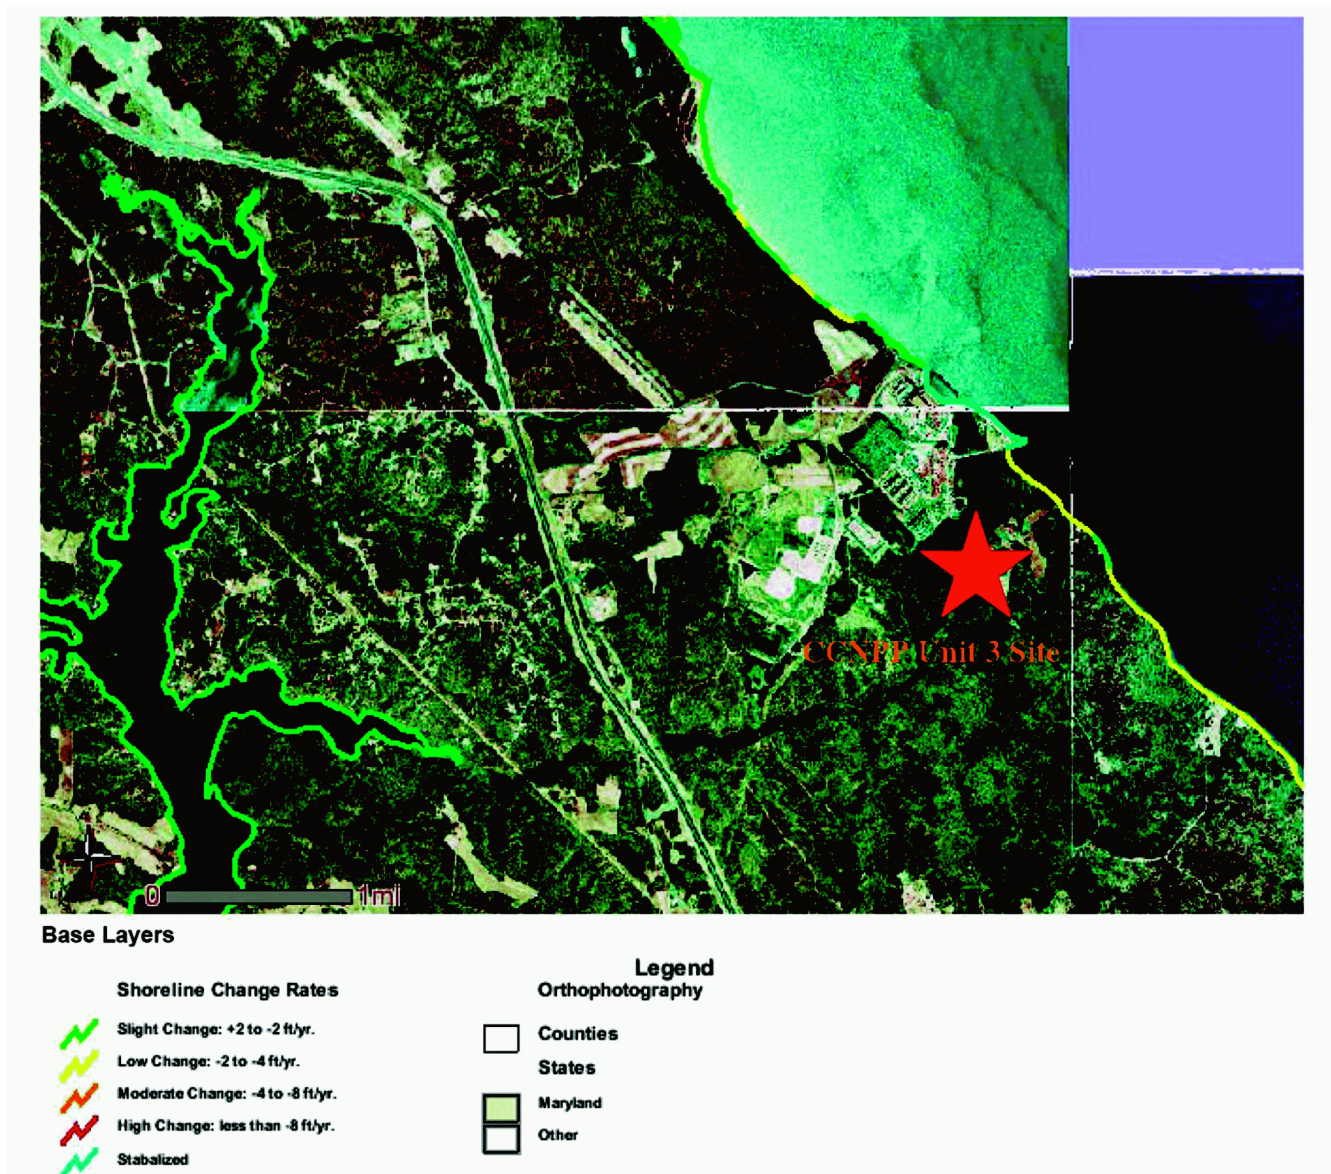 CCNPP Unit 3 Site
0 1mi
Base Layers
Legend
Shoreline Change Rates
Slight Change: +2 to -2 ft/yr.
Low Change: -2 to -4 ft/yr.
Moderate Change: -4 to -8 ft/yr.
High Change: less than -8 ft/yr.
Stabalized
Orthophotography
Counties
States
Maryland
Other